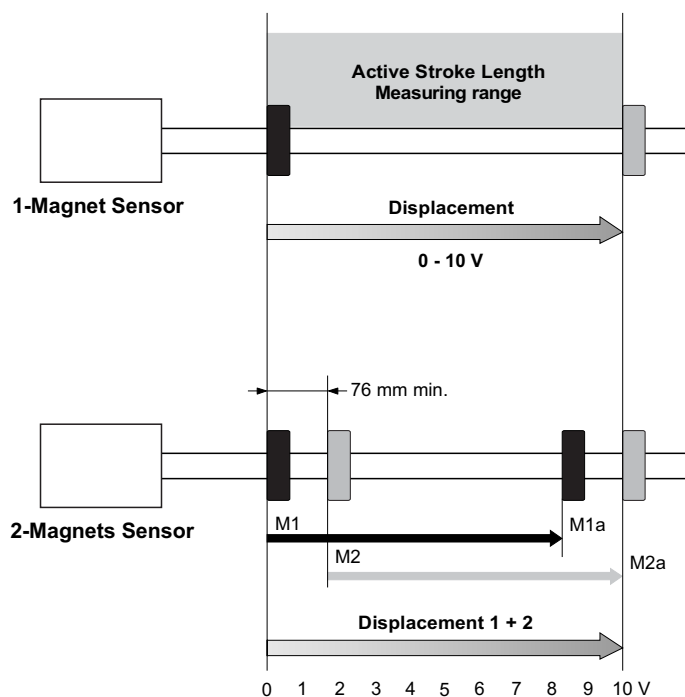 Active Stroke Length
Measuring range
1-Magnet Sensor
Displacement
0 - 10 V
76 mm min.
2-Magnets Sensor
M1
M1a
M2
M2a
Displacement 1 + 2
0 1 2 3 4 5 6 7 8 9 10 V